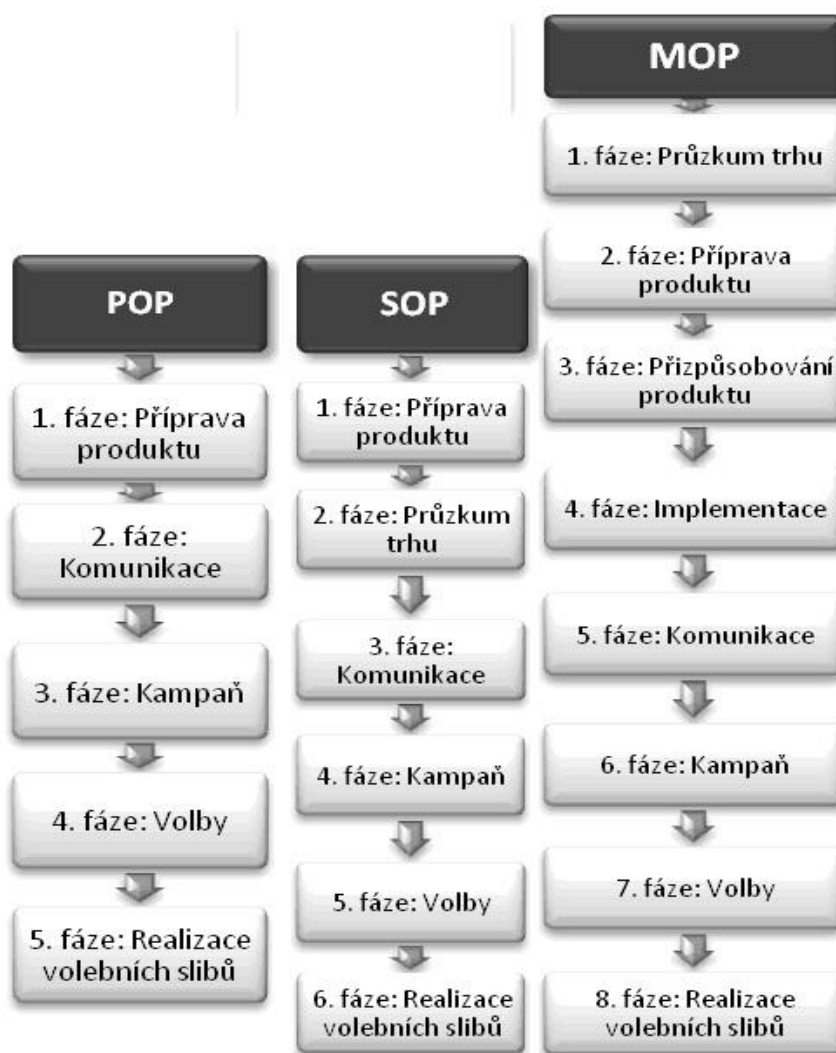 POP
1. fáze: Příprava
produktu
2. fáze:
Komunikace
3. fáze: Kampaň
4. fáze: Volby
5. fáze: Realizace
volebních slibů
SOP
1. fáze: Příprava
produktu
2. fáze: Průzkum
trhu
3. fáze:
Komunikace
4. fáze: Kampaň
5. fáze: Volby
6. fáze: Realizace
volebních slibů
MOP
1. fáze: Průzkum trhu
2. fáze: Příprava
produktu
3. fáze: Přizpůsobování
produktu
4. fáze: Implementace
5. fáze: Komunikace
6. fáze: Kampaň
7. fáze: Volby
8. fáze: Realizace
volebních slibů